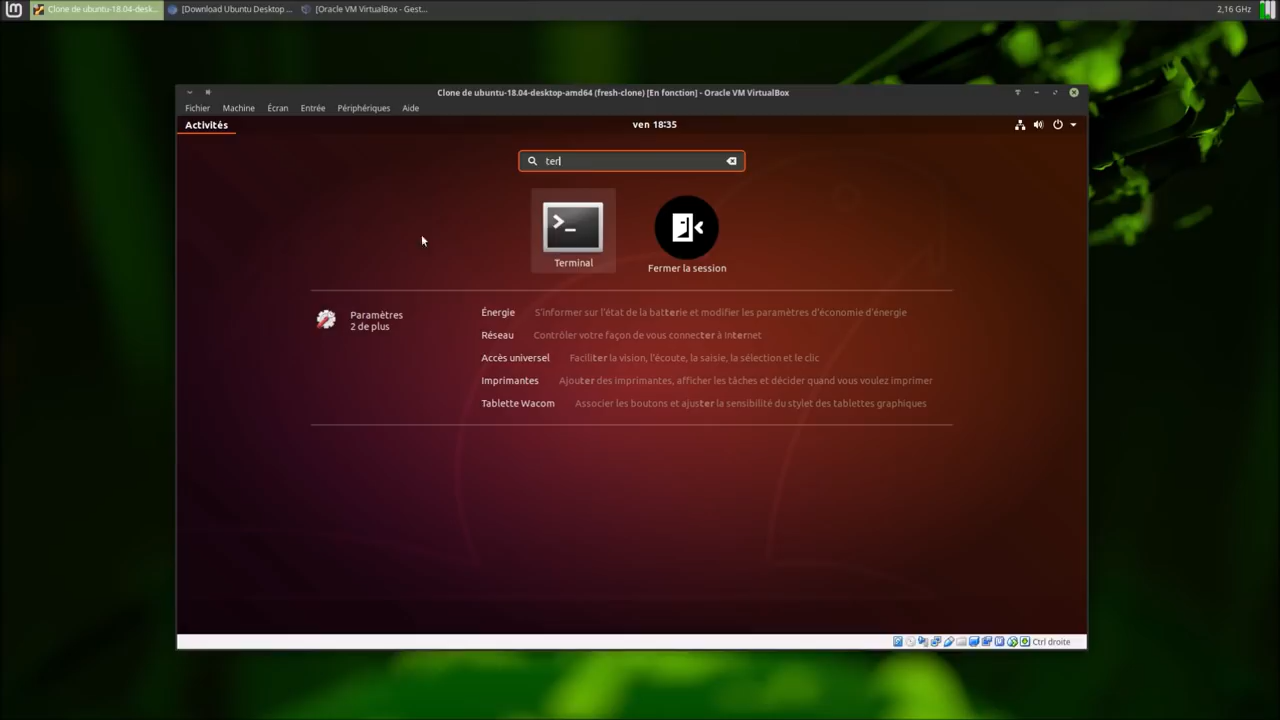 Clone de ubuntu-18.04-desk...
[Download Ubuntu Desktop ...
[Oracle VM VirtualBox - Gest...
2,16 GHz
Clone de ubuntu-18.04-desktop-amd64 (fresh-clone) [En fonction] - Oracle VM VirtualBox
Fichier Machine Écran Entrée Périphériques Aide
Activités
ven 18:35
ter
>_
Terminal
Fermer la session
Paramètres
2 de plus
Énergie S'informer sur l'état de la batterie et modifier les paramètres d'économie d'énergie
Réseau Contrôler votre façon de vous connecter à Internet
Accès universel Faciliter la vision, l'écoute, la saisie, la sélection et le clic
Imprimantes Ajouter des imprimantes, afficher les tâches et décider quand vous voulez imprimer
Tablette Wacom Associer les boutons et ajuster la sensibilité du stylet des tablettes graphiques
Ctrl droite